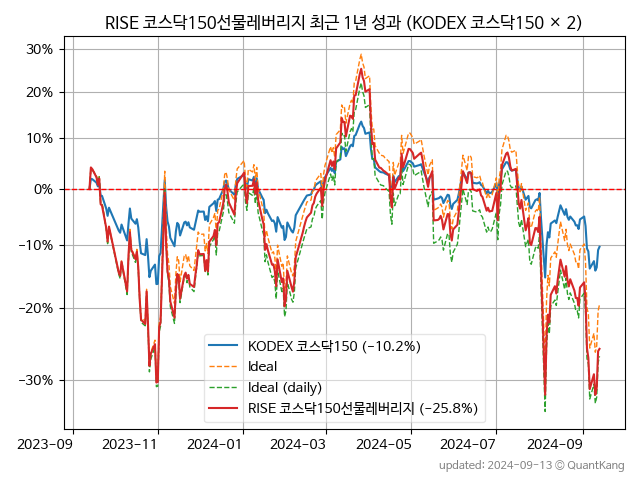 RISE 코스닥150선물레버리지 최근 1년 성과 (KODEX 코스닥150 × 2)
30%
20%
10%
0%
−10%
−20%
−30%
KODEX 코스닥150 (−10.2%)
Ideal
Ideal (daily)
RISE 코스닥150선물레버리지 (−25.8%)
2023-09 2023-11 2024-01 2024-03 2024-05 2024-07 2024-09
updated: 2024-09-13 © QuantKang